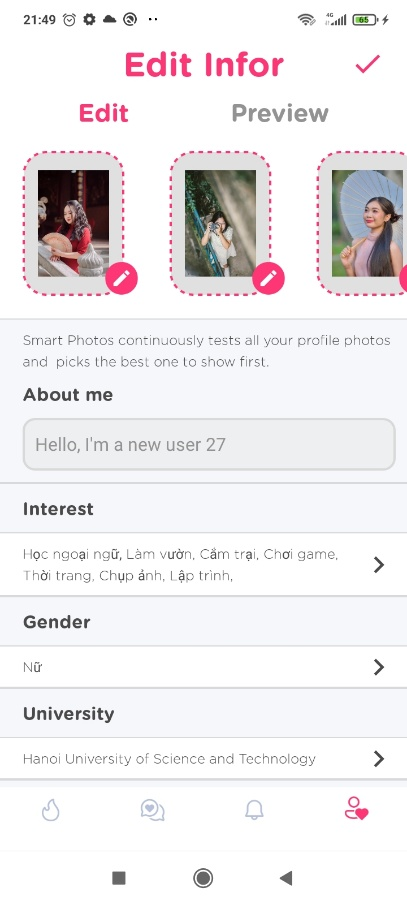 21:49
4G
65
Edit Infor
Edit
Preview
Smart Photos continuously tests all your profile photos
and picks the best one to show first.
About me
Hello, I'm a new user 27
Interest
Học ngoại ngữ, Làm vườn, Cắm trại, Chơi game,
Thời trang, Chụp ảnh, Lập trình,
Gender
Nữ
University
Hanoi University of Science and Technology